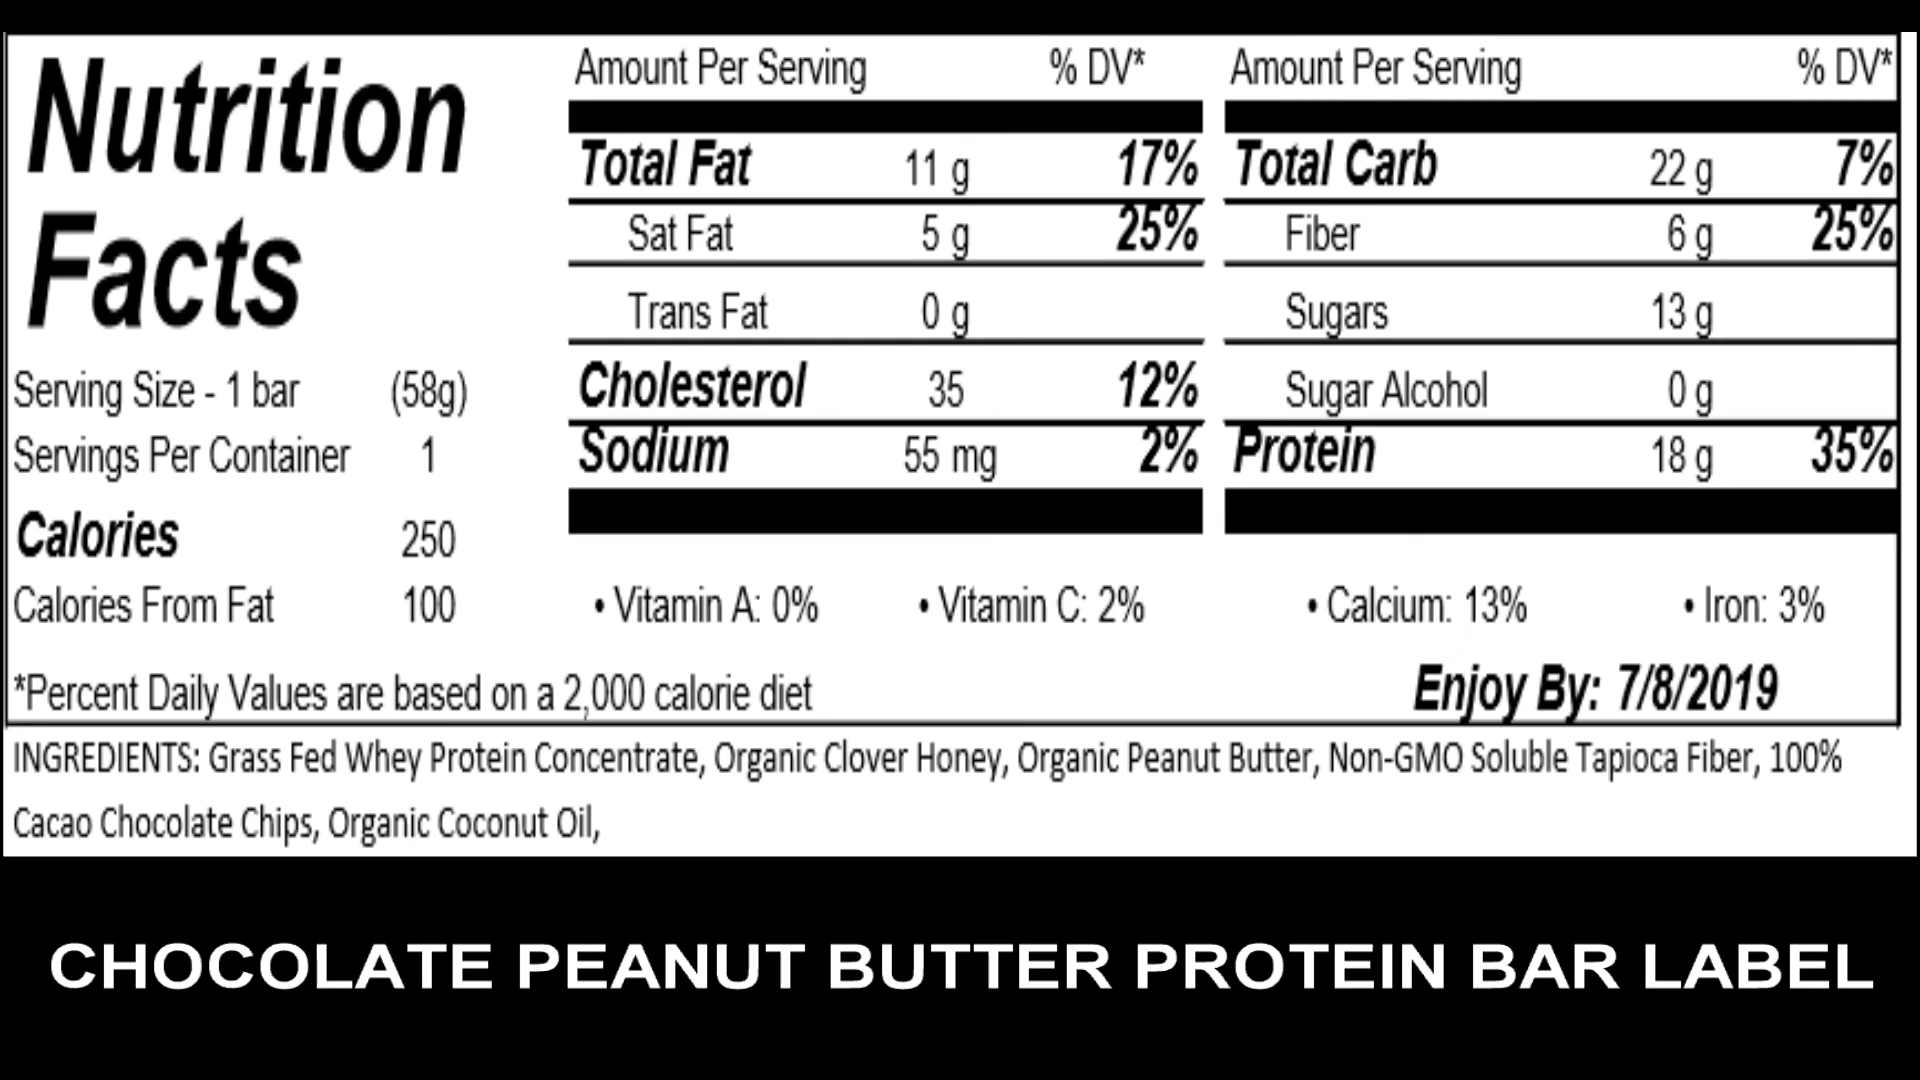 Nutrition
Facts
Serving Size - 1 bar (58g)
Servings Per Container 1
Calories 250
Calories From Fat 100
Amount Per Serving % DV*
Total Fat 11 g 17%
Sat Fat 5 g 25%
Trans Fat 0 g
Cholesterol 35 12%
Sodium 55 mg 2%
Amount Per Serving % DV*
Total Carb 22 g 7%
Fiber 6 g 25%
Sugars 13 g
Sugar Alcohol 0 g
Protein 18 g 35%
• Vitamin A: 0% • Vitamin C: 2% • Calcium: 13% • Iron: 3%
*Percent Daily Values are based on a 2,000 calorie diet
Enjoy By: 7/8/2019
INGREDIENTS: Grass Fed Whey Protein Concentrate, Organic Clover Honey, Organic Peanut Butter, Non-GMO Soluble Tapioca Fiber, 100%
Cacao Chocolate Chips, Organic Coconut Oil,
CHOCOLATE PEANUT BUTTER PROTEIN BAR LABEL